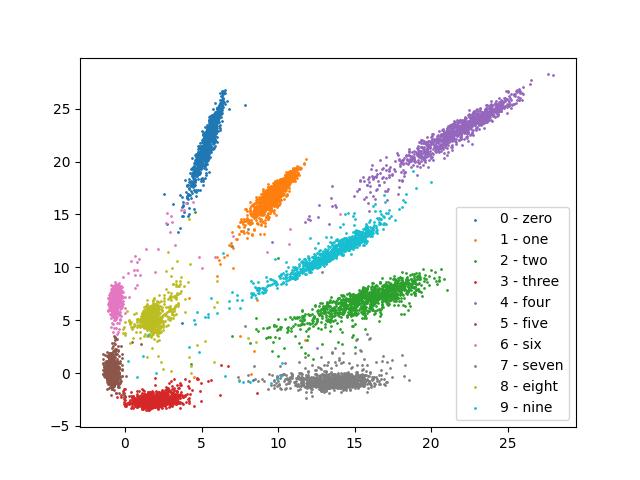 25
20
15
10
5
0
−5
0 5 10 15 20 25
0 - zero
1 - one
2 - two
3 - three
4 - four
5 - five
6 - six
7 - seven
8 - eight
9 - nine